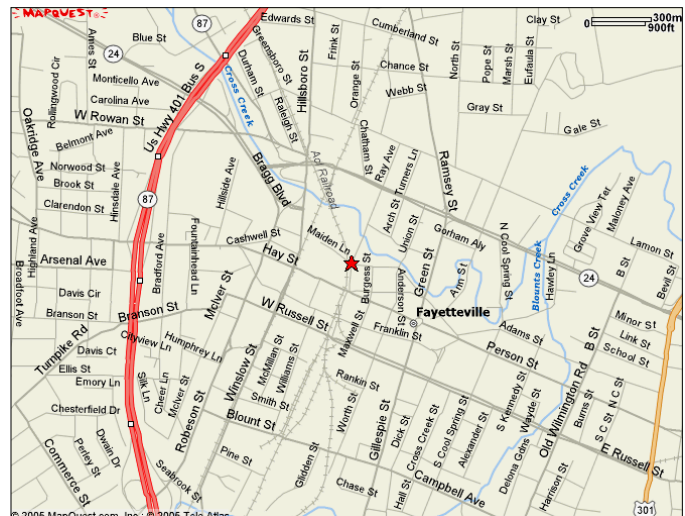 MAPQUEST
87
Edwards St
Cumberland St
Clay St
300m
900ft
Blue St
24
Ames St
Greensboro St
Frink St
Orange St
Chance St
North St
Pope St
Marsh St
Eufaula St
Rollingwood Cir
Monticello Ave
Durham St
Hillsboro St
Webb St
Carolina Ave
Us Hwy 401 Bus S
Cross Creek
Raleigh St
Gray St
Oakridge Ave
W Rowan St
Chatham St
Gale St
Belmont Ave
Bragg Blvd
Acl Railroad
Ray Ave
Turners Ln
Ramsey St
Norwood St
Hinsdale Ave
Brook St
Hillside Ave
Cross Creek
Clarendon St
87
Arch St
Union St
Grove View Ter
Maloney Ave
Highland Ave
Fountainhead Ln
Cashwell St
Maiden Ln
Gorham Aly
N Cool Spring St
Blounts Creek
Hawley Ln
Lamon St
Arsenal Ave
Bradford Ave
Hay St
Burgess St
Anderson St
Green St
Ann St
24
B St
Bevil St
Broadfoot Ave
Davis Cir
McIver St
Branson St
Branson St
W Russell St
Fayetteville
Adams St
Minor St
Turnpike Rd
Cityview Ln
Humphrey Ln
Maxwell St
Franklin St
Person St
B St
Link St
School St
Davis Ct
Winslow St
McMillan St
Williams St
Ellis St
Emory Ln
Silk Ln
Cheer Ln
McIver St
Rankin St
Old Wilmington Rd
Chesterfield Dr
Robeson St
Smith St
Blount St
Worth St
Gillespie St
Dick St
Cross Creek St
S Cool Spring St
Alexander St
S Kennedy St
Wayde St
Burns St
S C St
N C St
Dwain Dr
Perley St
Commerce St
Pine St
Glidden St
Delona Gdns
E Russell St
Seabrook St
Chase St
Hall St
Campbell Ave
Harrison St
301
© 2006 MapQuest.com, Inc.; © 2006 Tele Atlas